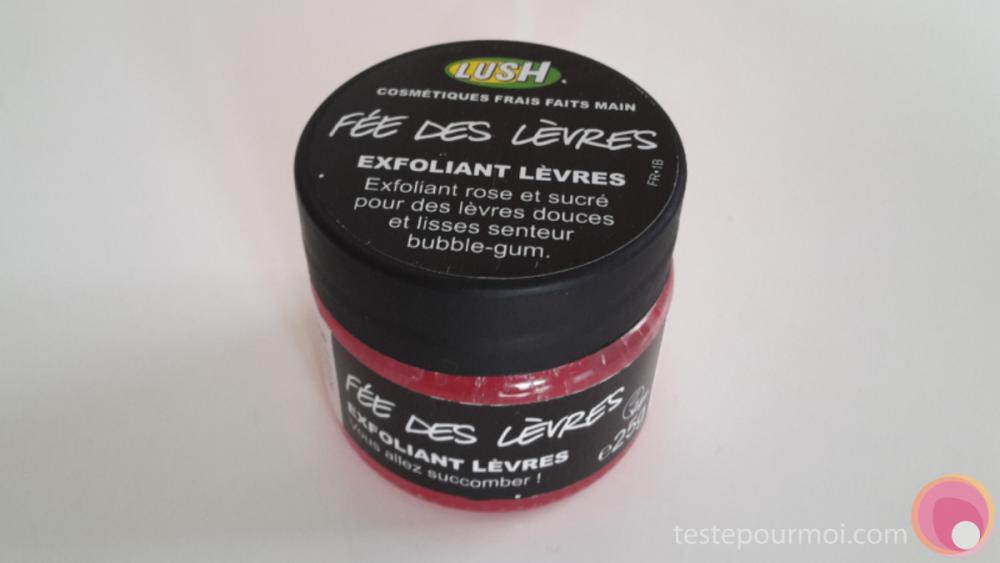 LUSH.
COSMÉTIQUES FRAIS FAITS MAIN
FÉE DES LÈVRES
EXFOLIANT LÈVRES
Exfoliant rose et sucré
pour des lèvres douces
et lisses senteur
bubble-gum.
FR•1B
FÉE DES LÈVRES
EXFOLIANT LÈVRES
Vous allez succomber !
e25g
testepourmoi.com